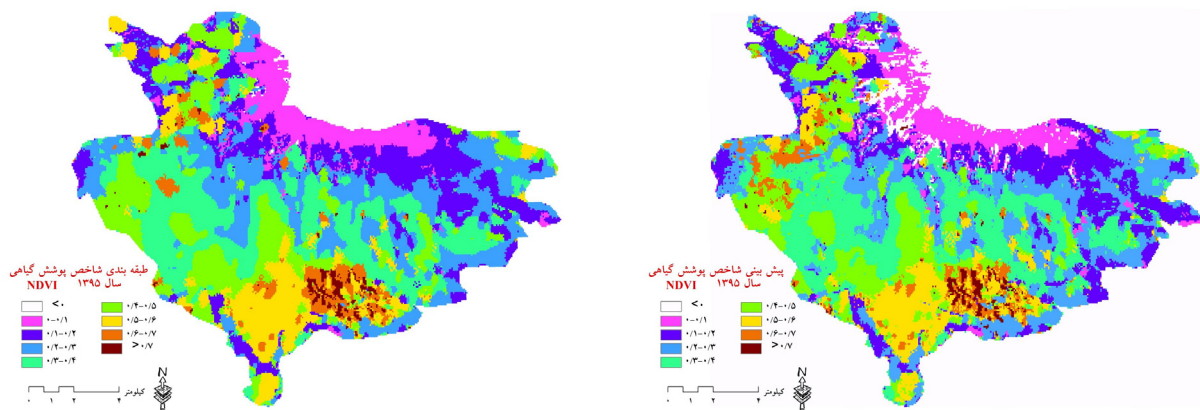 طبقه بندی شاخص پوشش گیاهی
NDVI سال ۱۳۹۵
<۰
۰-۰/۱
۰/۱-۰/۲
۰/۲-۰/۳
۰/۳-۰/۴
۰/۴-۰/۵
۰/۵-۰/۶
۰/۶-۰/۷
>۰/۷
N
کیلومتر
۰ ۱ ۲ ۴
پیش بینی شاخص پوشش گیاهی
NDVI سال ۱۳۹۵
<۰
۰-۰/۱
۰/۱-۰/۲
۰/۲-۰/۳
۰/۳-۰/۴
۰/۴-۰/۵
۰/۵-۰/۶
۰/۶-۰/۷
>۰/۷
N
کیلومتر
۰ ۱ ۲ ۴